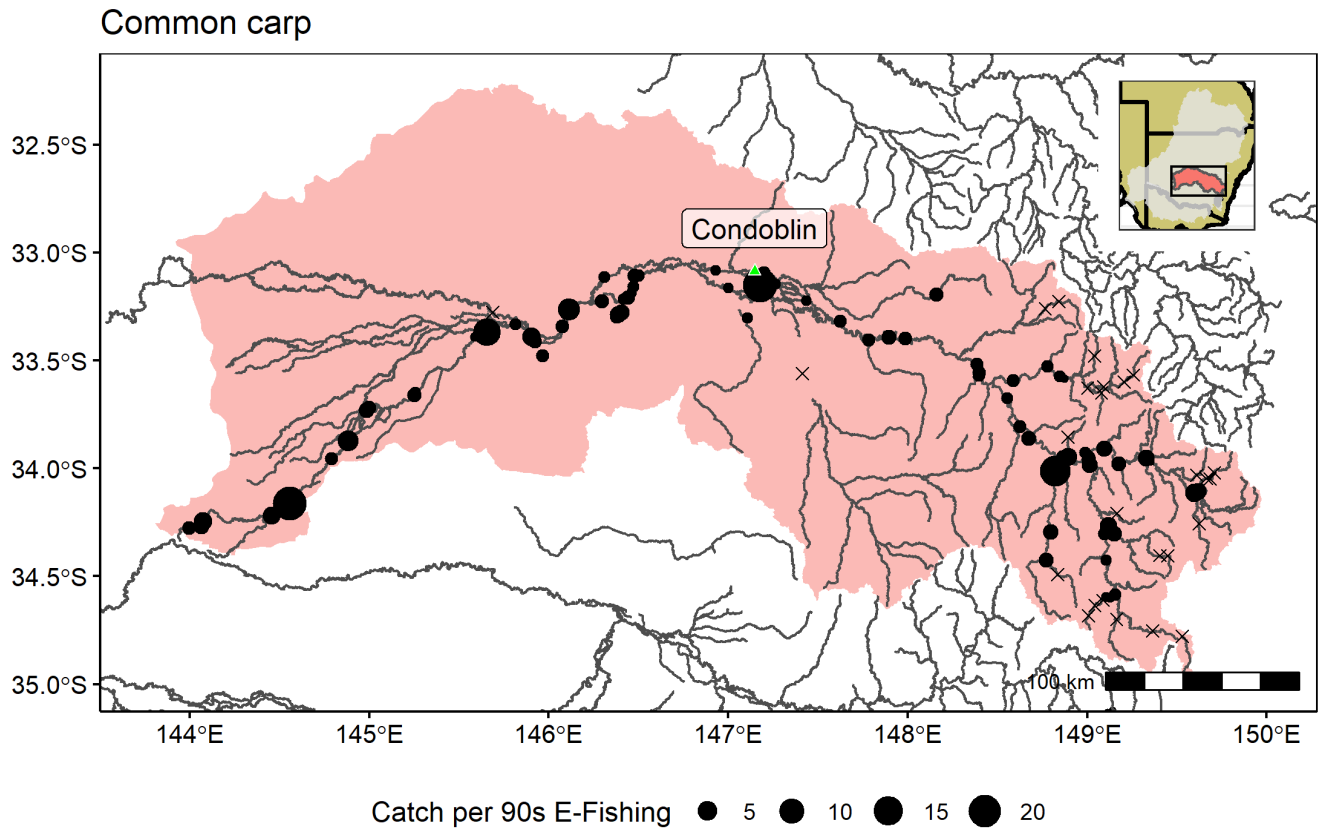 Common carp
32.5°S
33.0°S
33.5°S
34.0°S
34.5°S
35.0°S
Condoblin
100 km
144°E 145°E 146°E 147°E 148°E 149°E 150°E
Catch per 90s E-Fishing 5 10 15 20